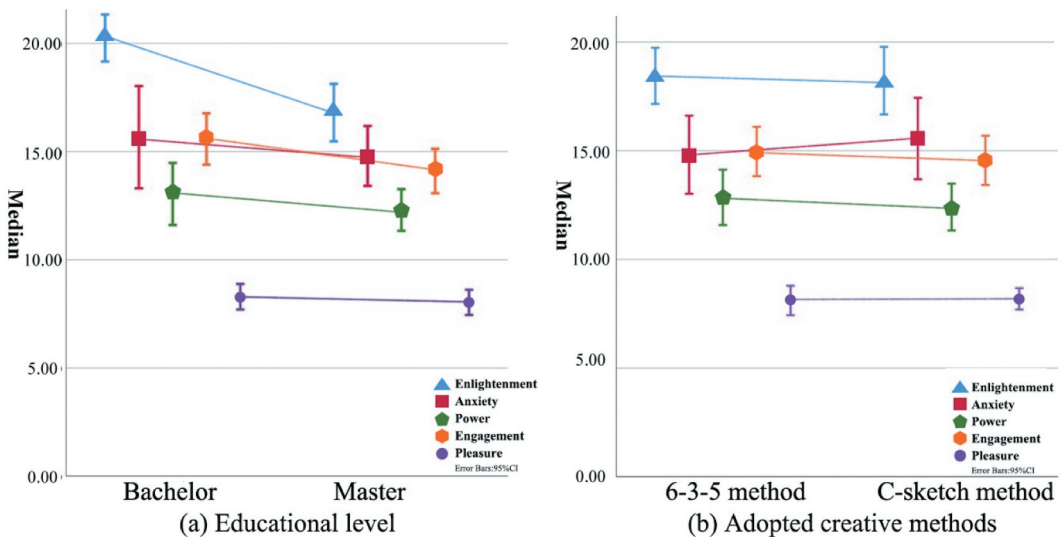 20.00
15.00
10.00
5.00
0.00
Median
Enlightenment
Anxiety
Power
Engagement
Pleasure
Error Bars:95%CI
Bachelor Master
(a) Educational level
20.00
15.00
10.00
5.00
0.00
Median
Enlightenment
Anxiety
Power
Engagement
Pleasure
Error Bars:95%CI
6-3-5 method C-sketch method
(b) Adopted creative methods